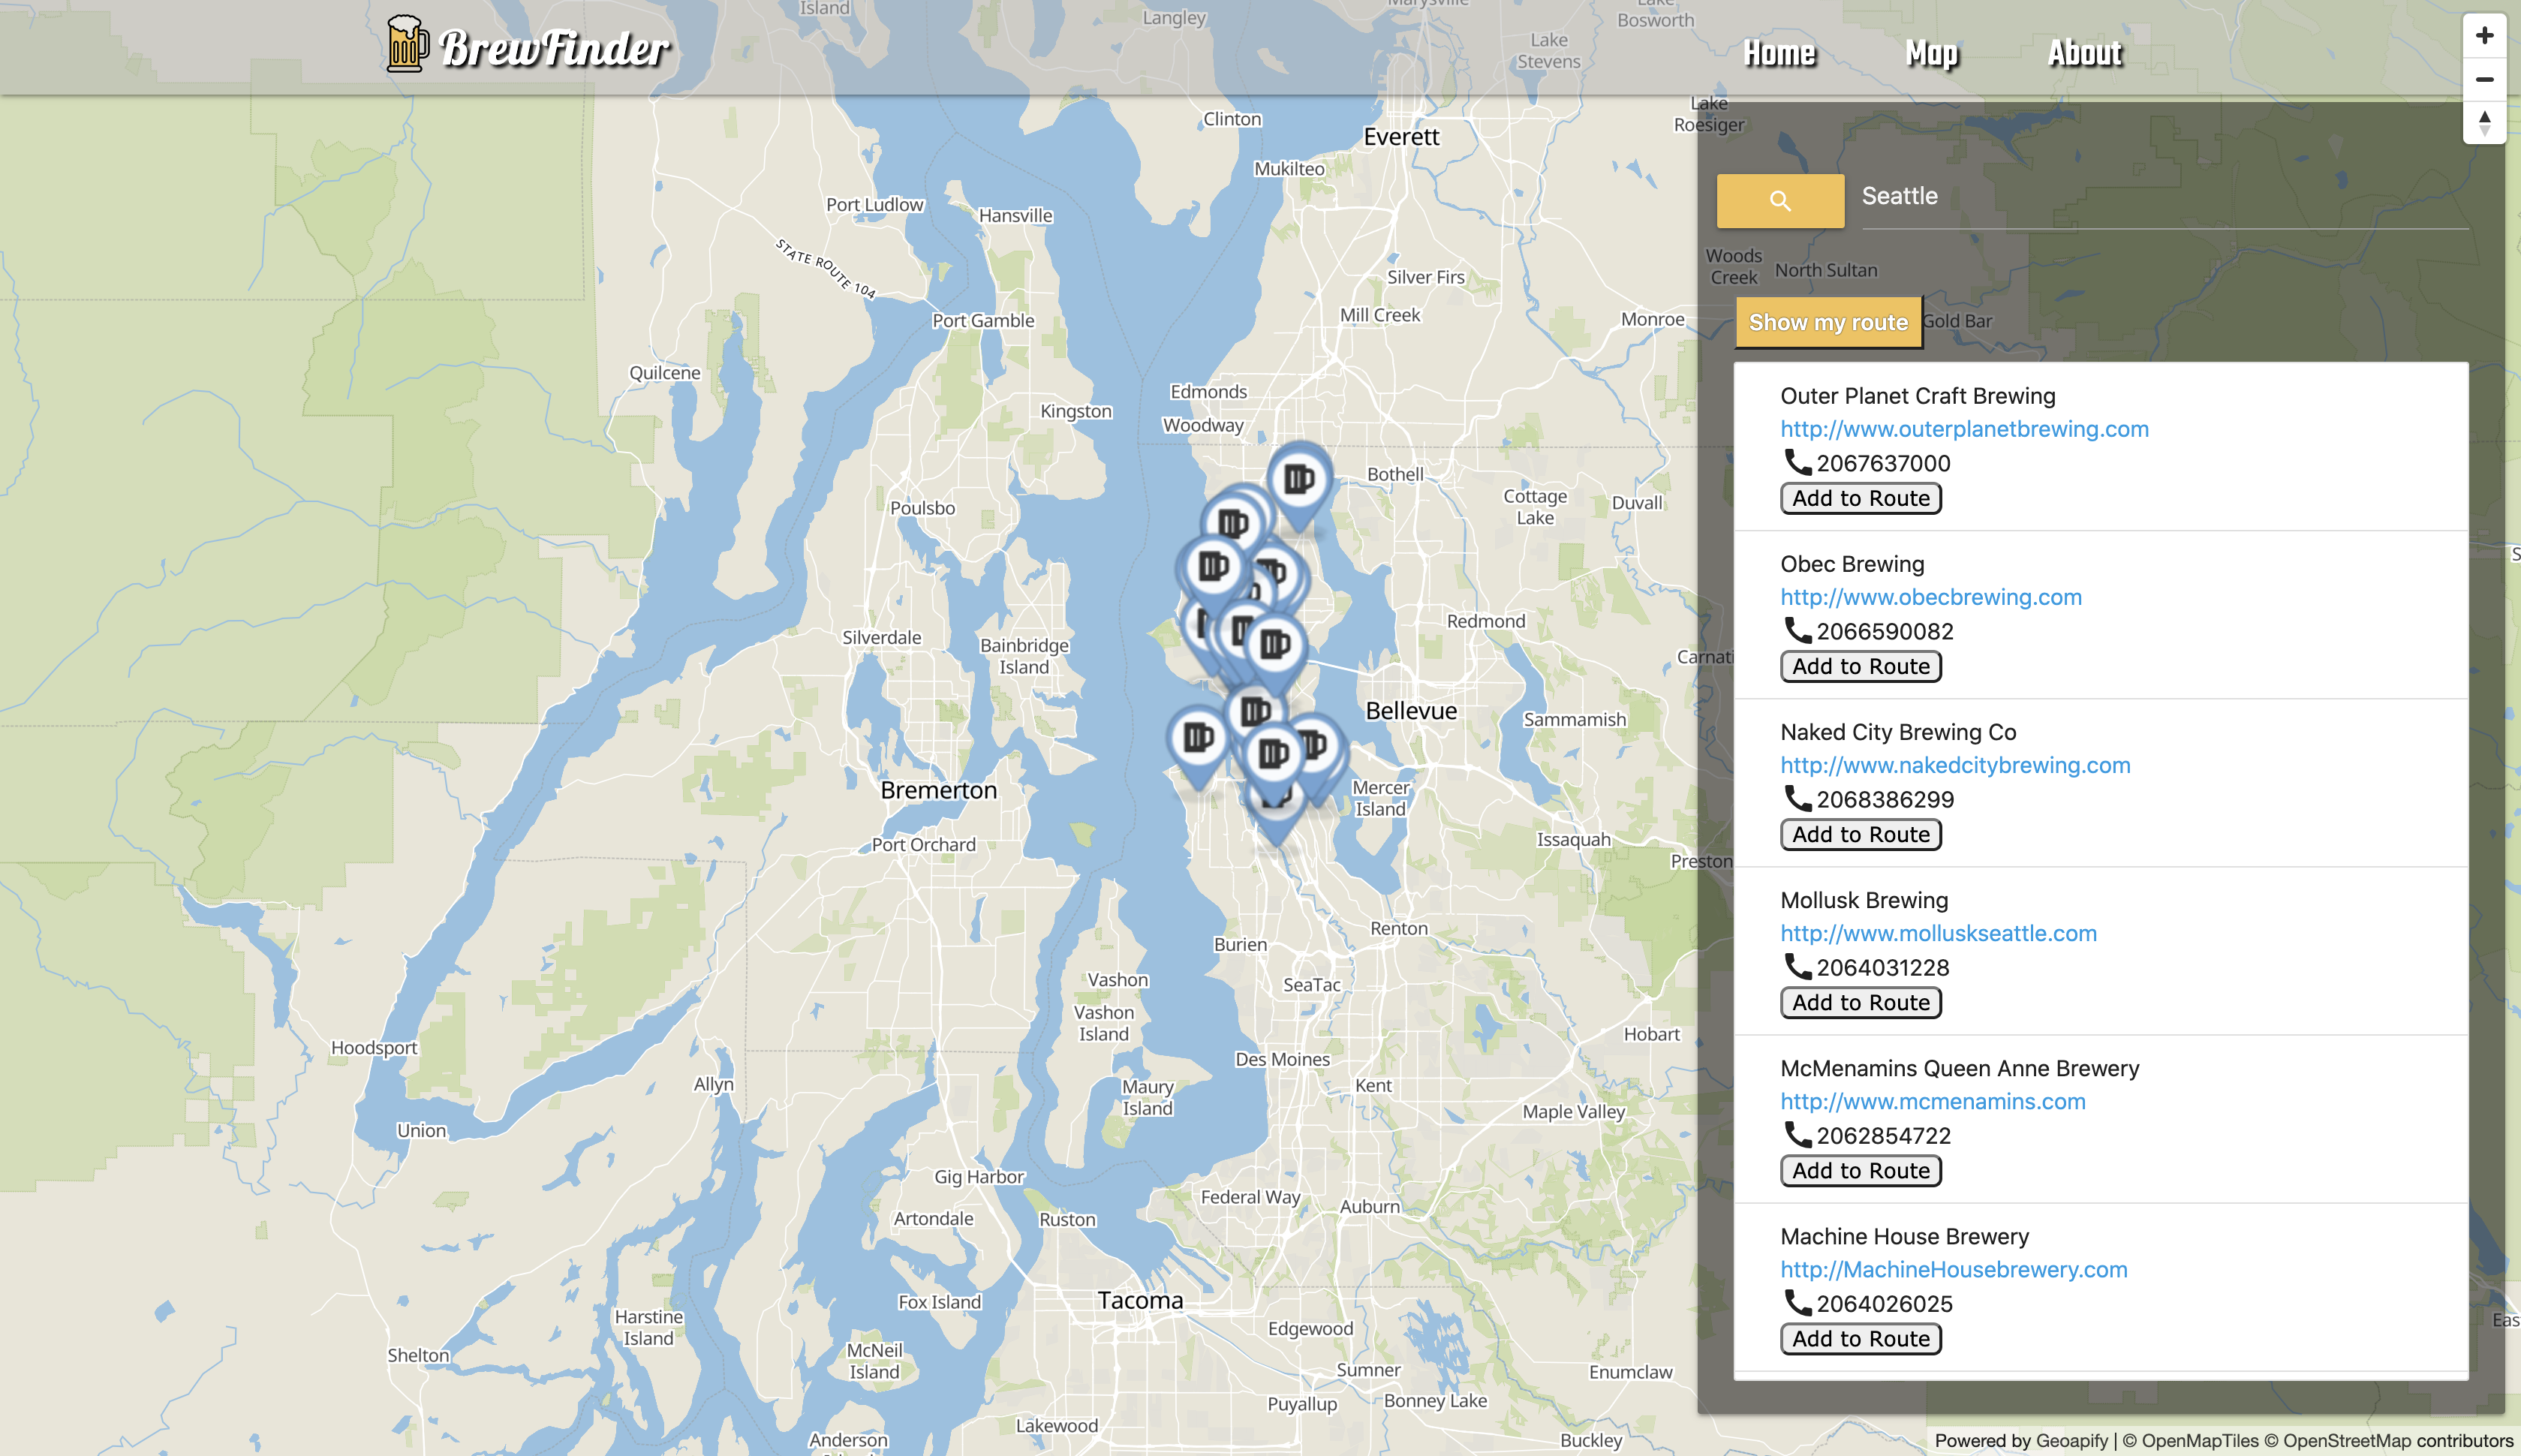 BrewFinder
Home
Map
About
Island
Langley
Lake
Bosworth
Lake
Stevens
Clinton
Everett
Lake
Roesiger
Mukilteo
Port Ludlow
Hansville
STATE ROUTE 104
Silver Firs
Woods
Creek
North Sultan
Seattle
Port Gamble
Mill Creek
Monroe
Show my route
Gold Bar
Quilcene
Edmonds
Kingston
Woodway
Bothell
Poulsbo
Cottage
Lake
Duvall
Silverdale
Bainbridge
Island
Redmond
Carnati
Bellevue
Sammamish
Bremerton
Mercer
Island
Port Orchard
Issaquah
Preston
Renton
Burien
Vashon
SeaTac
Vashon
Island
Hobart
Hoodsport
Des Moines
Allyn
Maury
Island
Kent
Maple Valley
Union
Gig Harbor
Federal Way
Artondale
Ruston
Auburn
Fox Island
Tacoma
Harstine
Island
Edgewood
Shelton
McNeil
Island
Sumner
Enumclaw
Puyallup
Bonney Lake
Lakewood
Anderson
Buckley
Eas
Outer Planet Craft Brewing
http://www.outerplanetbrewing.com
2067637000
Add to Route
Obec Brewing
http://www.obecbrewing.com
2066590082
Add to Route
Naked City Brewing Co
http://www.nakedcitybrewing.com
2068386299
Add to Route
Mollusk Brewing
http://www.molluskseattle.com
2064031228
Add to Route
McMenamins Queen Anne Brewery
http://www.mcmenamins.com
2062854722
Add to Route
Machine House Brewery
http://MachineHousebrewery.com
2064026025
Add to Route
Powered by Geoapify | © OpenMapTiles © OpenStreetMap contributors